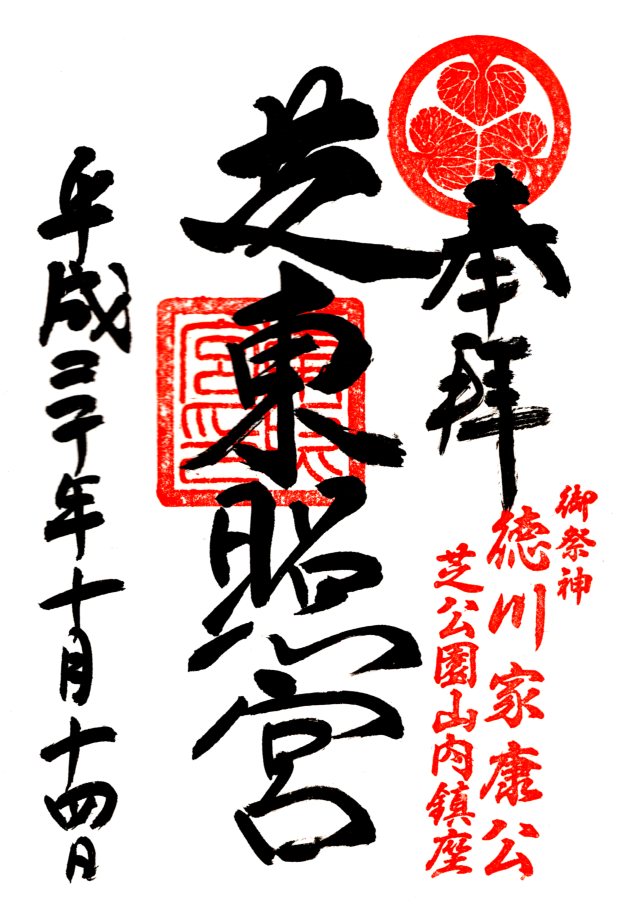 奉拝
御祭神
徳川家康公
芝公園山内鎮座
芝東照宮
平成二年十月十四日